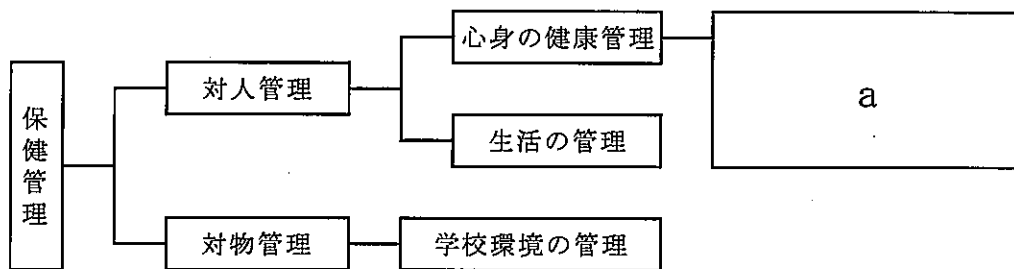 保健管理
対人管理
心身の健康管理
a
生活の管理
対物管理
学校環境の管理